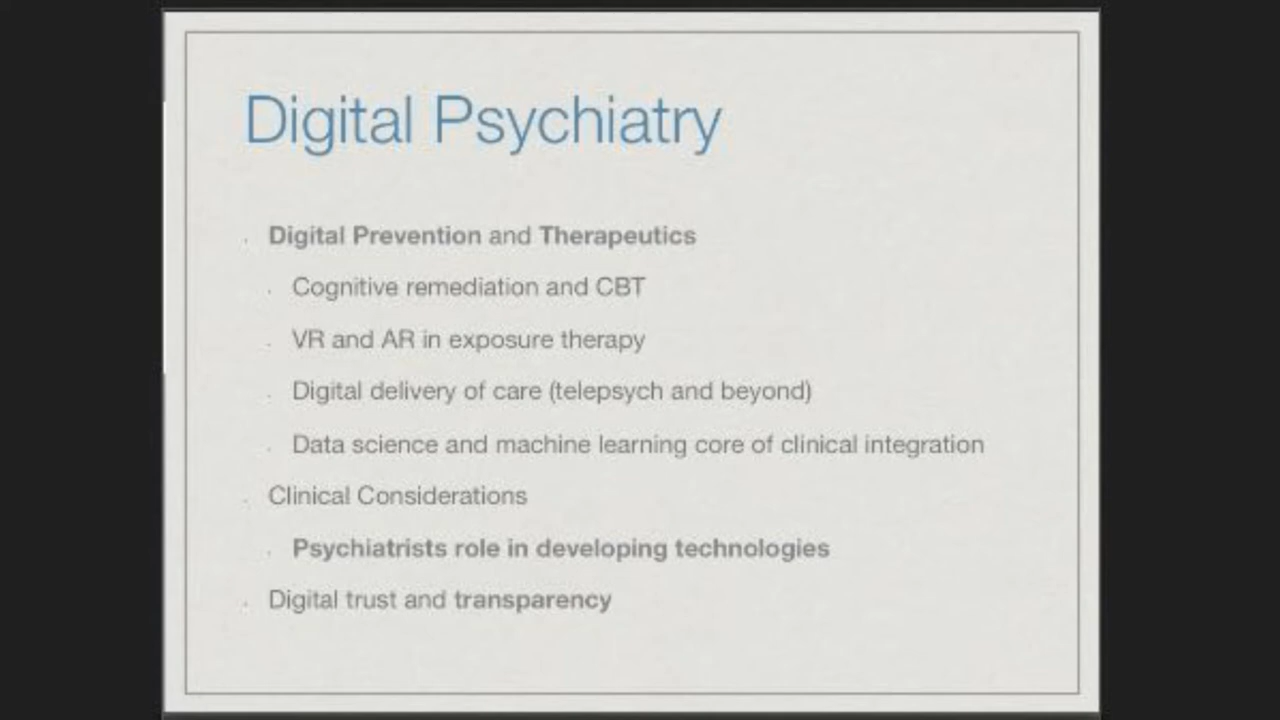 Digital Psychiatry
Digital Prevention and Therapeutics
Cognitive remediation and CBT
VR and AR in exposure therapy
Digital delivery of care (telepsych and beyond)
Data science and machine learning core of clinical integration
Clinical Considerations
Psychiatrists role in developing technologies
Digital trust and transparency